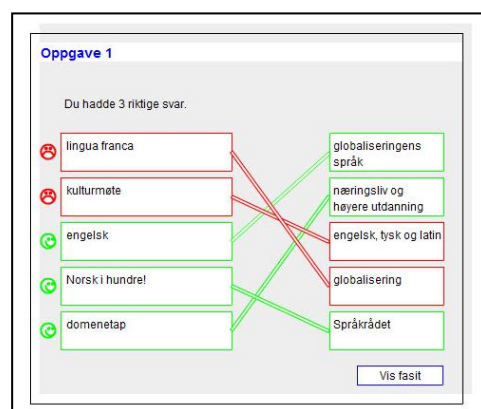 Oppgave 1
Du hadde 3 riktige svar.
lingua franca
kulturmøte
engelsk
Norsk i hundre!
domenetap
globaliseringens
språk
næringsliv og
høyere utdanning
engelsk, tysk og latin
globalisering
Språkrådet
Vis fasit